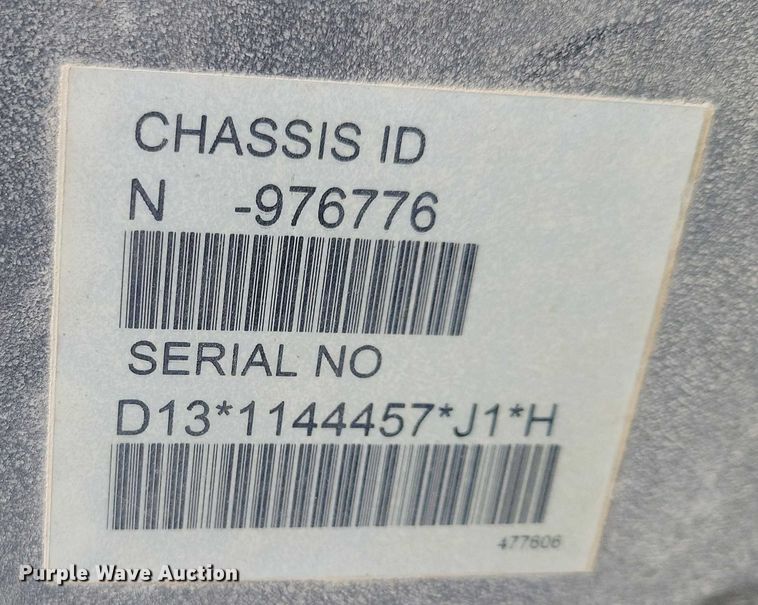 CHASSIS ID
N -976776
SERIAL NO
D13*1144457*J1*H
477606
Purple Wave Auction